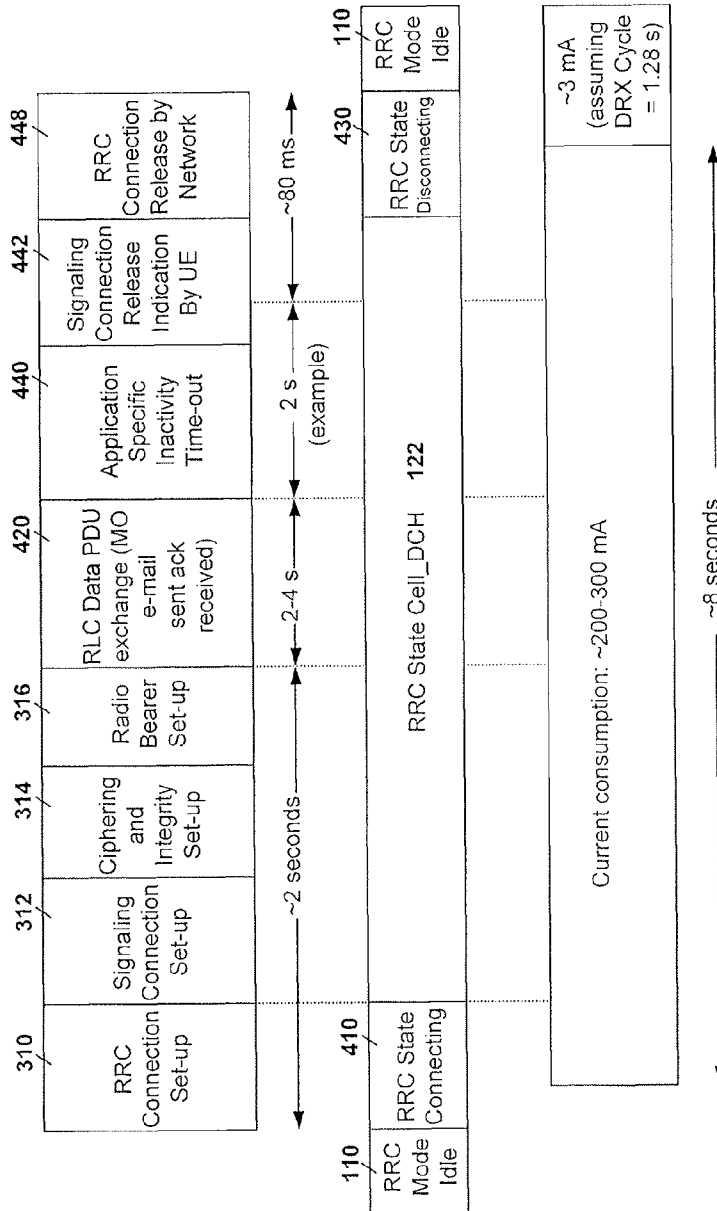 310
312
314
316
420
440
442
448
RRC
Connection
Set-up
Signaling
Connection
Set-up
Ciphering
and
Integrity
Set-up
Radio
Bearer
Set-up
RLC Data PDU
exchange (MO
e-mail
sent ack
received)
Application
Specific
Inactivity
Time-out
Signaling
Connection
Release
Indication
By UE
RRC
Connection
Release by
Network
~2 seconds
2-4 s
2 s
(example)
~80 ms
110
410
430
110
RRC
Mode
Idle
RRC State
Connecting
RRC State Cell_DCH 122
RRC State
Disconnecting
RRC
Mode
Idle
Current consumption: ~200-300 mA
~3 mA
(assuming
DRX Cycle
= 1.28 s)
~8 seconds